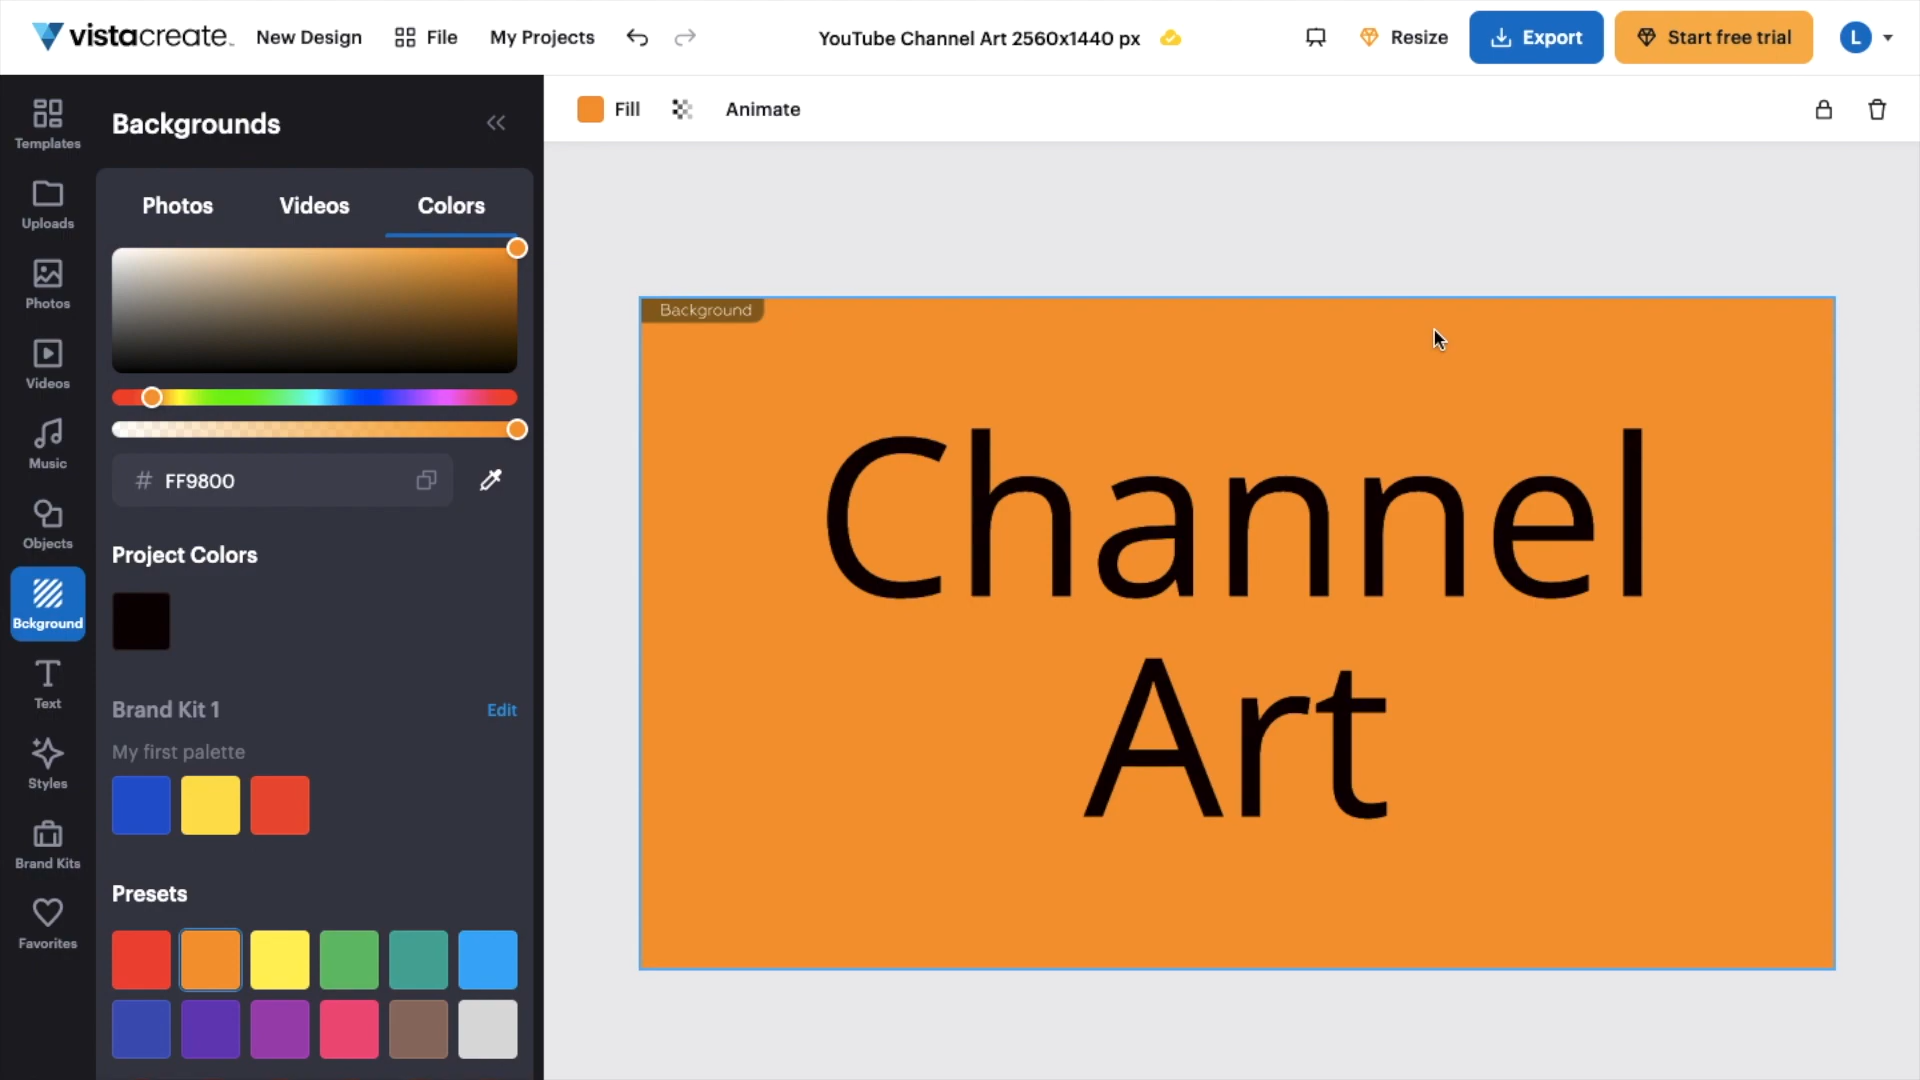 vistacreate
New Design
File
My Projects
YouTube Channel Art 2560x1440 px
Resize
Export
Start free trial
L
Templates
Uploads
Photos
Videos
Music
Objects
Bckground
Text
Styles
Brand Kits
Favorites
Backgrounds
Photos
Videos
Colors
# FF9800
Project Colors
Brand Kit 1
Edit
My first palette
Presets
Fill
Animate
Background
Channel
Art